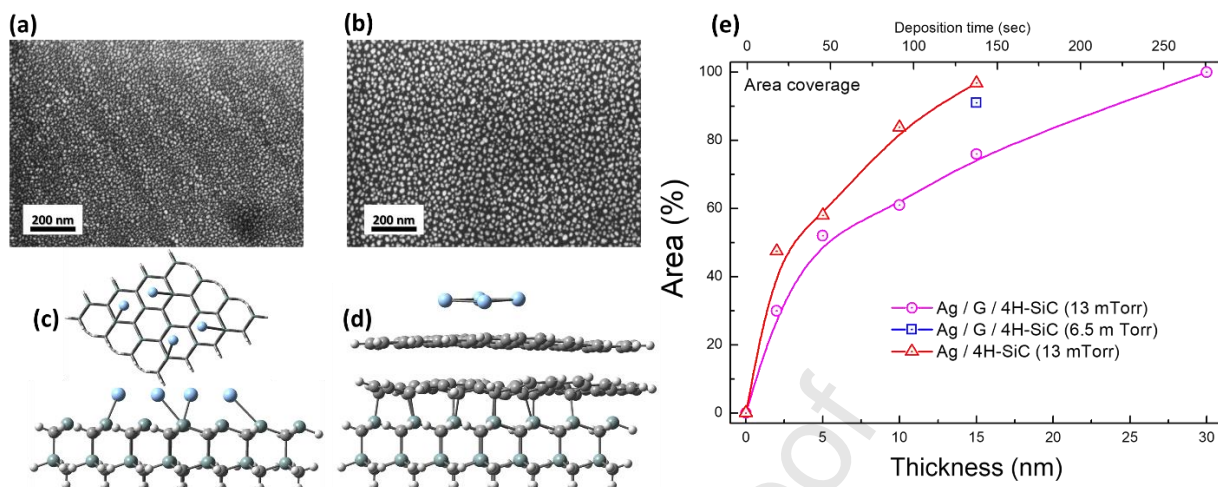 (a)
200 nm
(b)
200 nm
(c)
(d)
(e)
Deposition time (sec)
0 50 100 150 200 250
Area coverage
Area (%)
100
80
60
40
20
0
Ag / G / 4H-SiC (13 mTorr)
Ag / G / 4H-SiC (6.5 m Torr)
Ag / 4H-SiC (13 mTorr)
0 5 10 15 20 25 30
Thickness (nm)